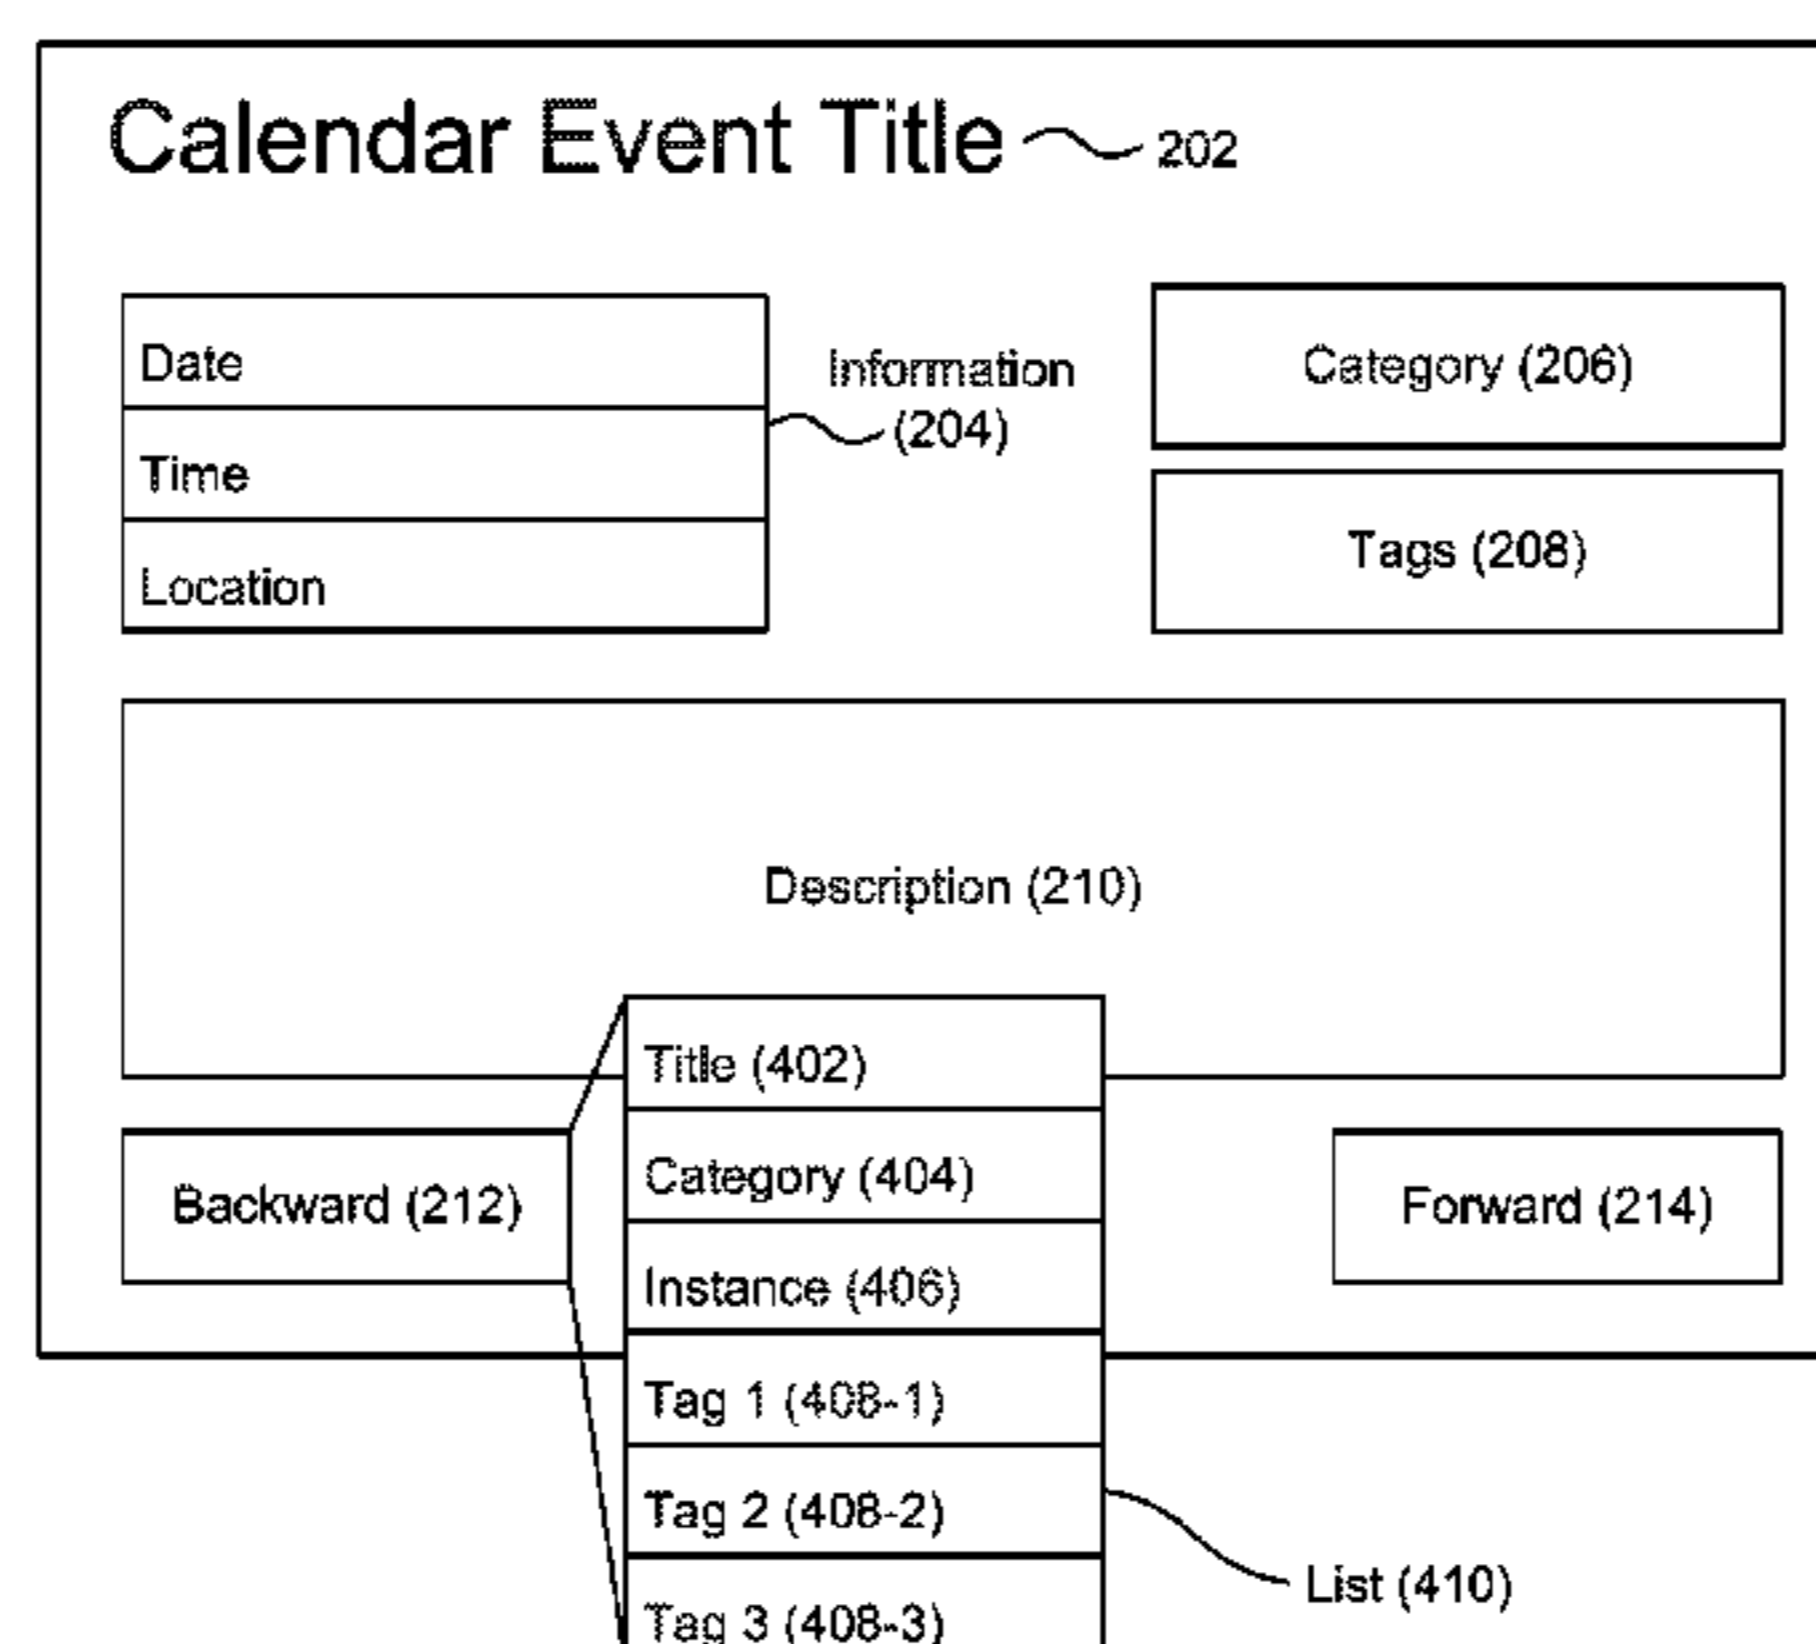 Calendar Event Title 202
Date
Time
Location
Information
(204)
Category (206)
Tags (208)
Description (210)
Backward (212)
Title (402)
Category (404)
Instance (406)
Tag 1 (408-1)
Tag 2 (408-2)
Tag 3 (408-3)
Forward (214)
List (410)